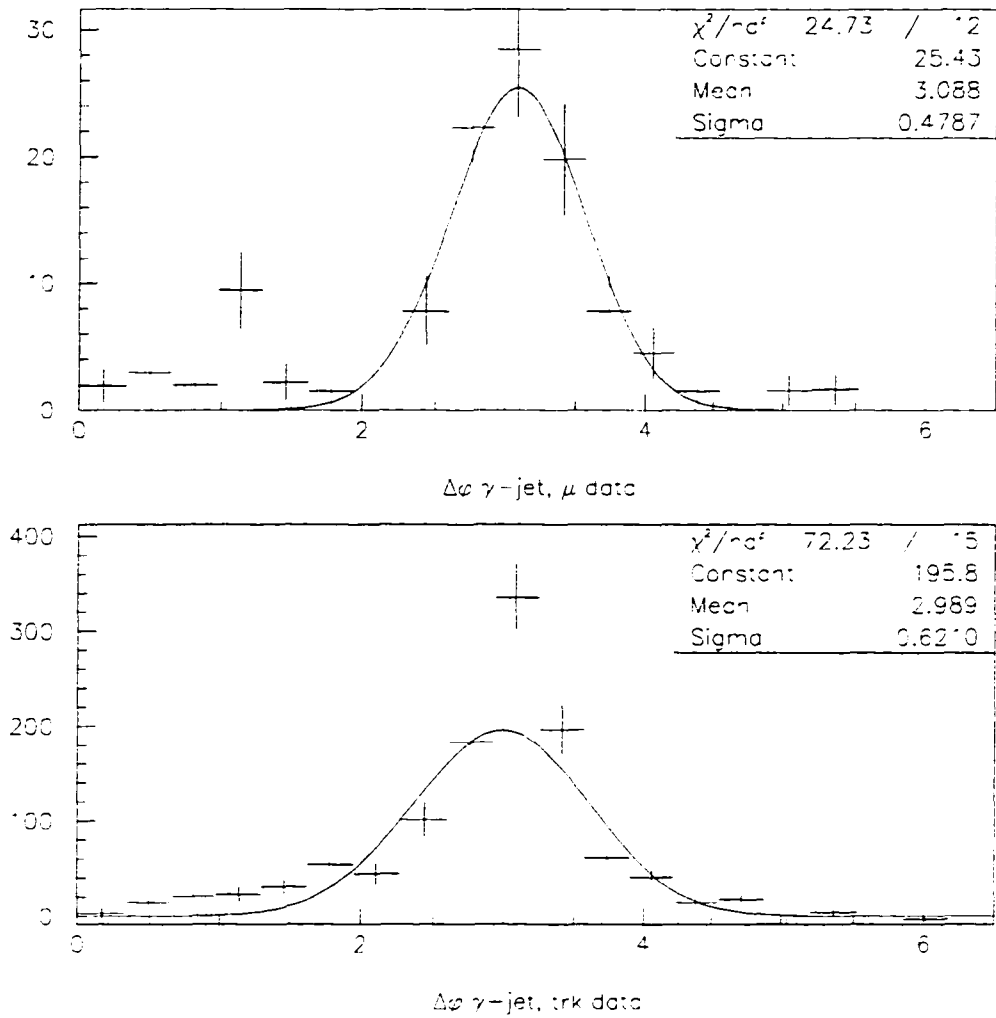 30
20
10
0
0 2 4 6
χ²/ndf 24.73 / 12
Constant 25.43
Mean 3.088
Sigma 0.4787
Δφ γ-jet, μ data
400
300
200
100
0
0 2 4 6
χ²/ndf 72.23 / 15
Constant 195.8
Mean 2.989
Sigma 0.6210
Δφ γ-jet, trk data